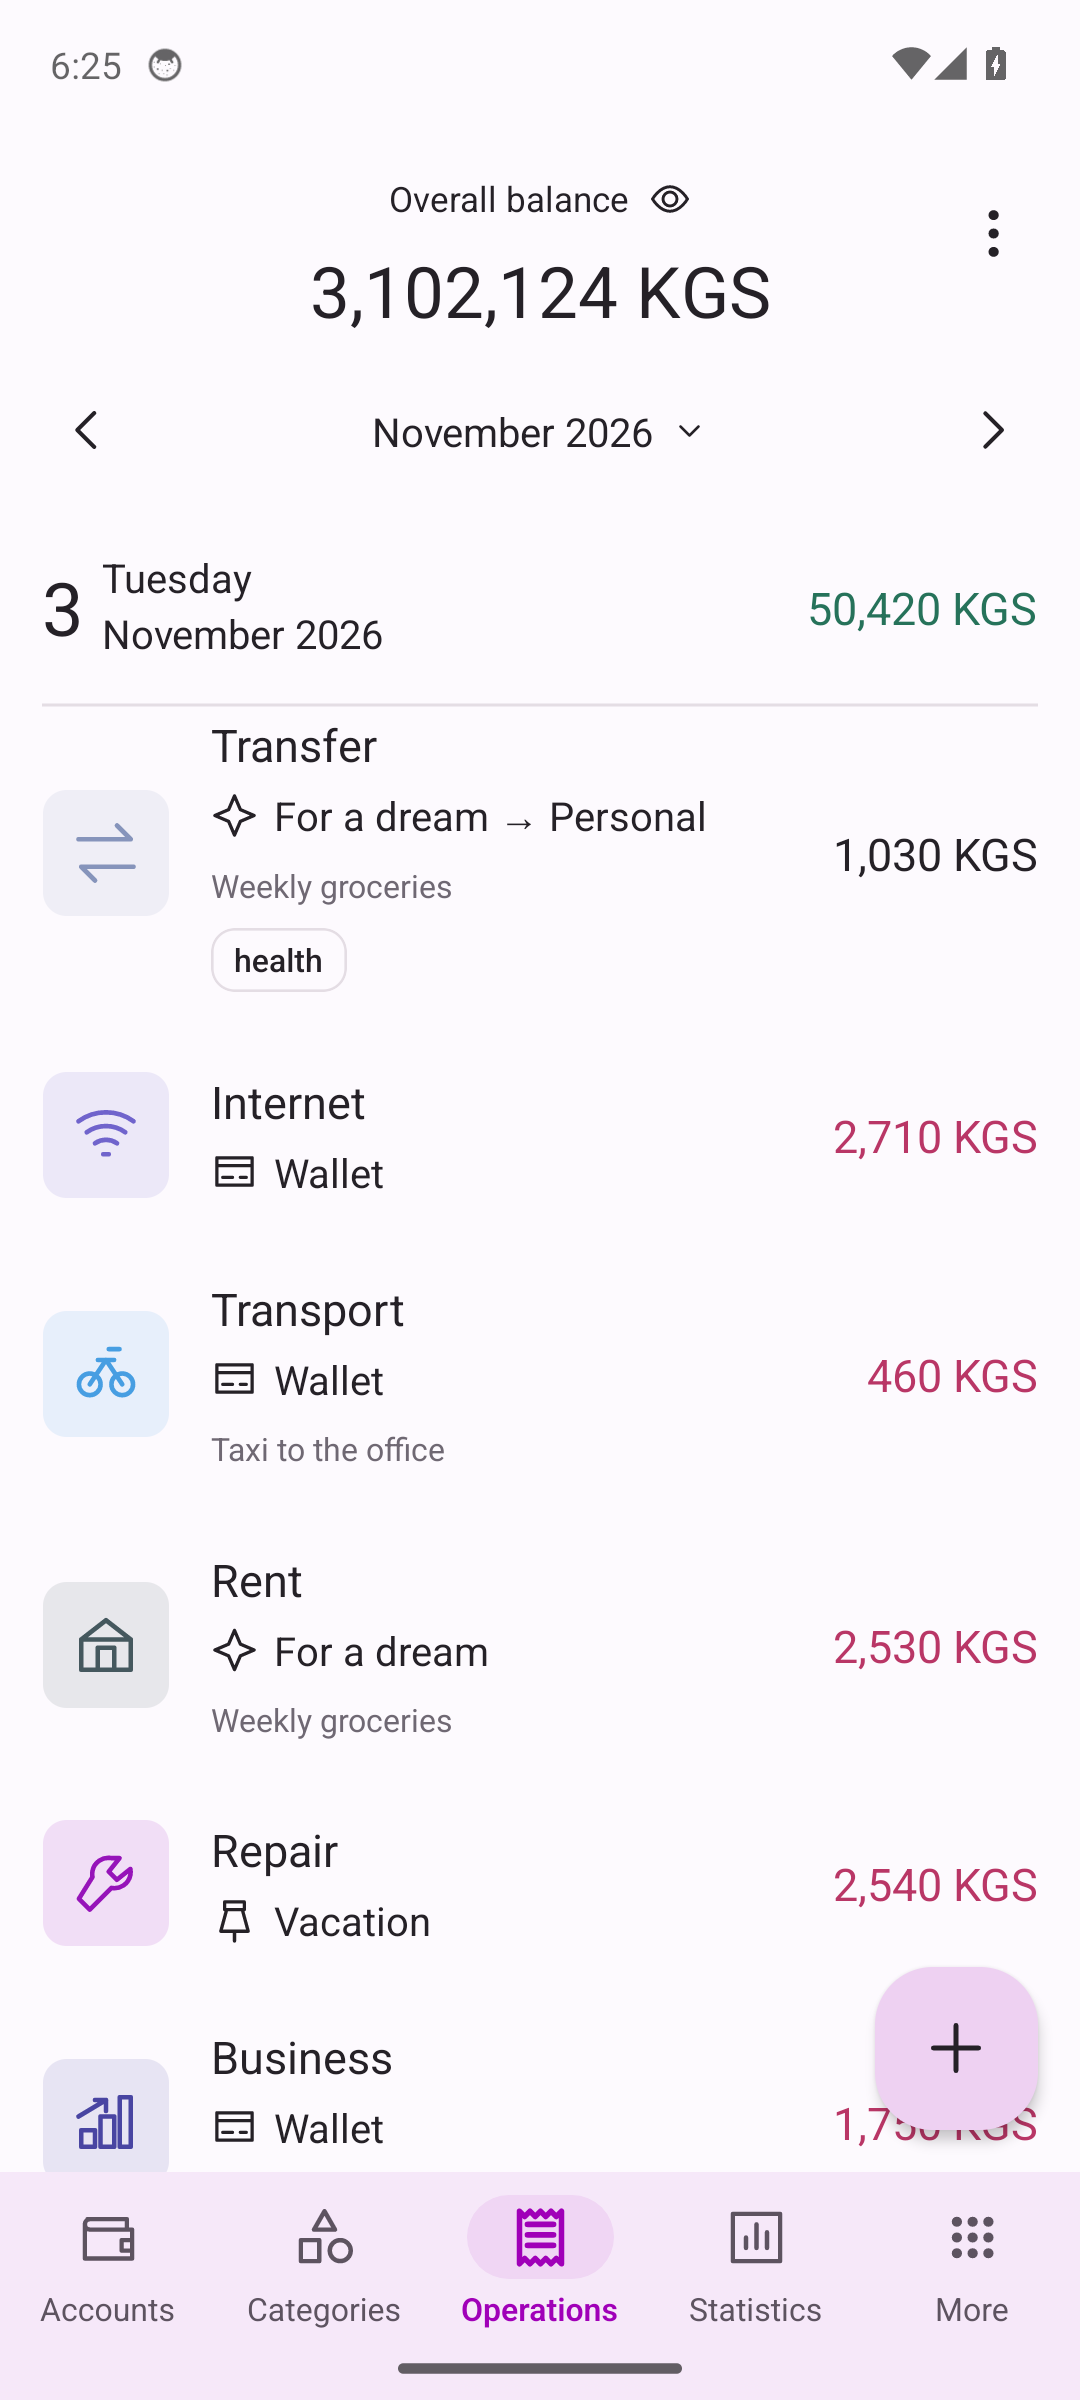 6:25
Overall balance
3,102,124 KGS
November 2026
3
Tuesday
November 2026
50,420 KGS
Transfer
For a dream → Personal
Weekly groceries
health
1,030 KGS
Internet
Wallet
2,710 KGS
Transport
Wallet
Taxi to the office
460 KGS
Rent
For a dream
Weekly groceries
2,530 KGS
Repair
Vacation
2,540 KGS
Business
Wallet
Accounts
Categories
Operations
Statistics
More